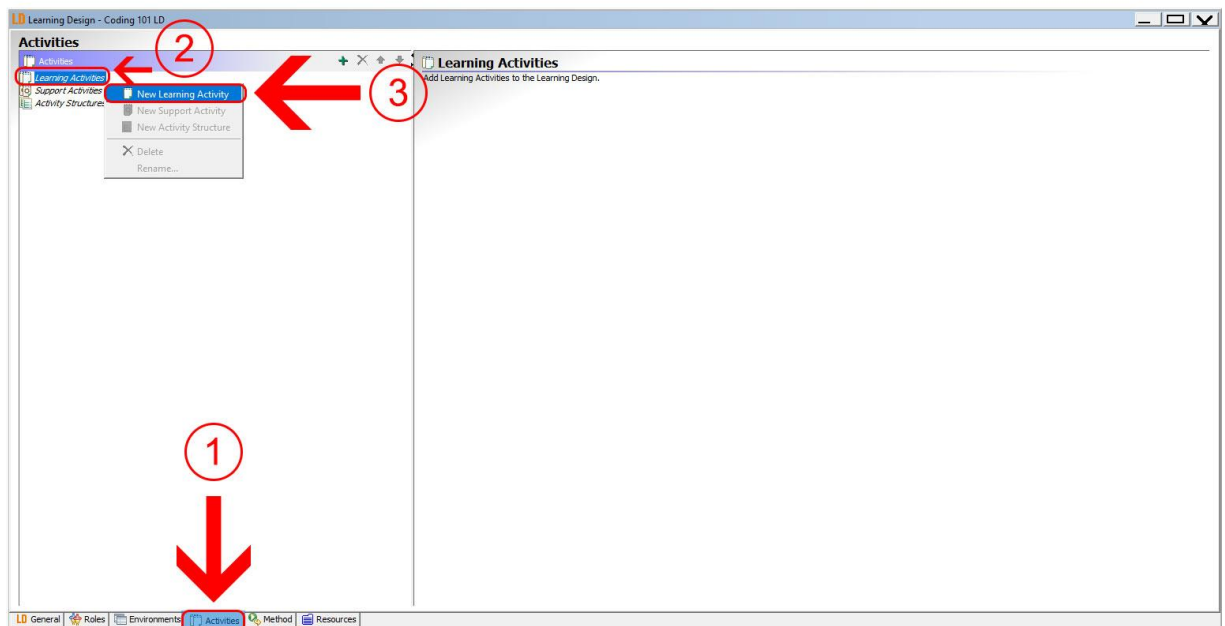 LD Learning Design - Coding 101 LD
Activities
Activities
Learning Activities
Support Activities
Activity Structures
New Learning Activity
New Support Activity
New Activity Structure
Delete
Rename...
Learning Activities
Add Learning Activities to the Learning Design.
2
3
1
LD General Roles Environments Activities Method Resources